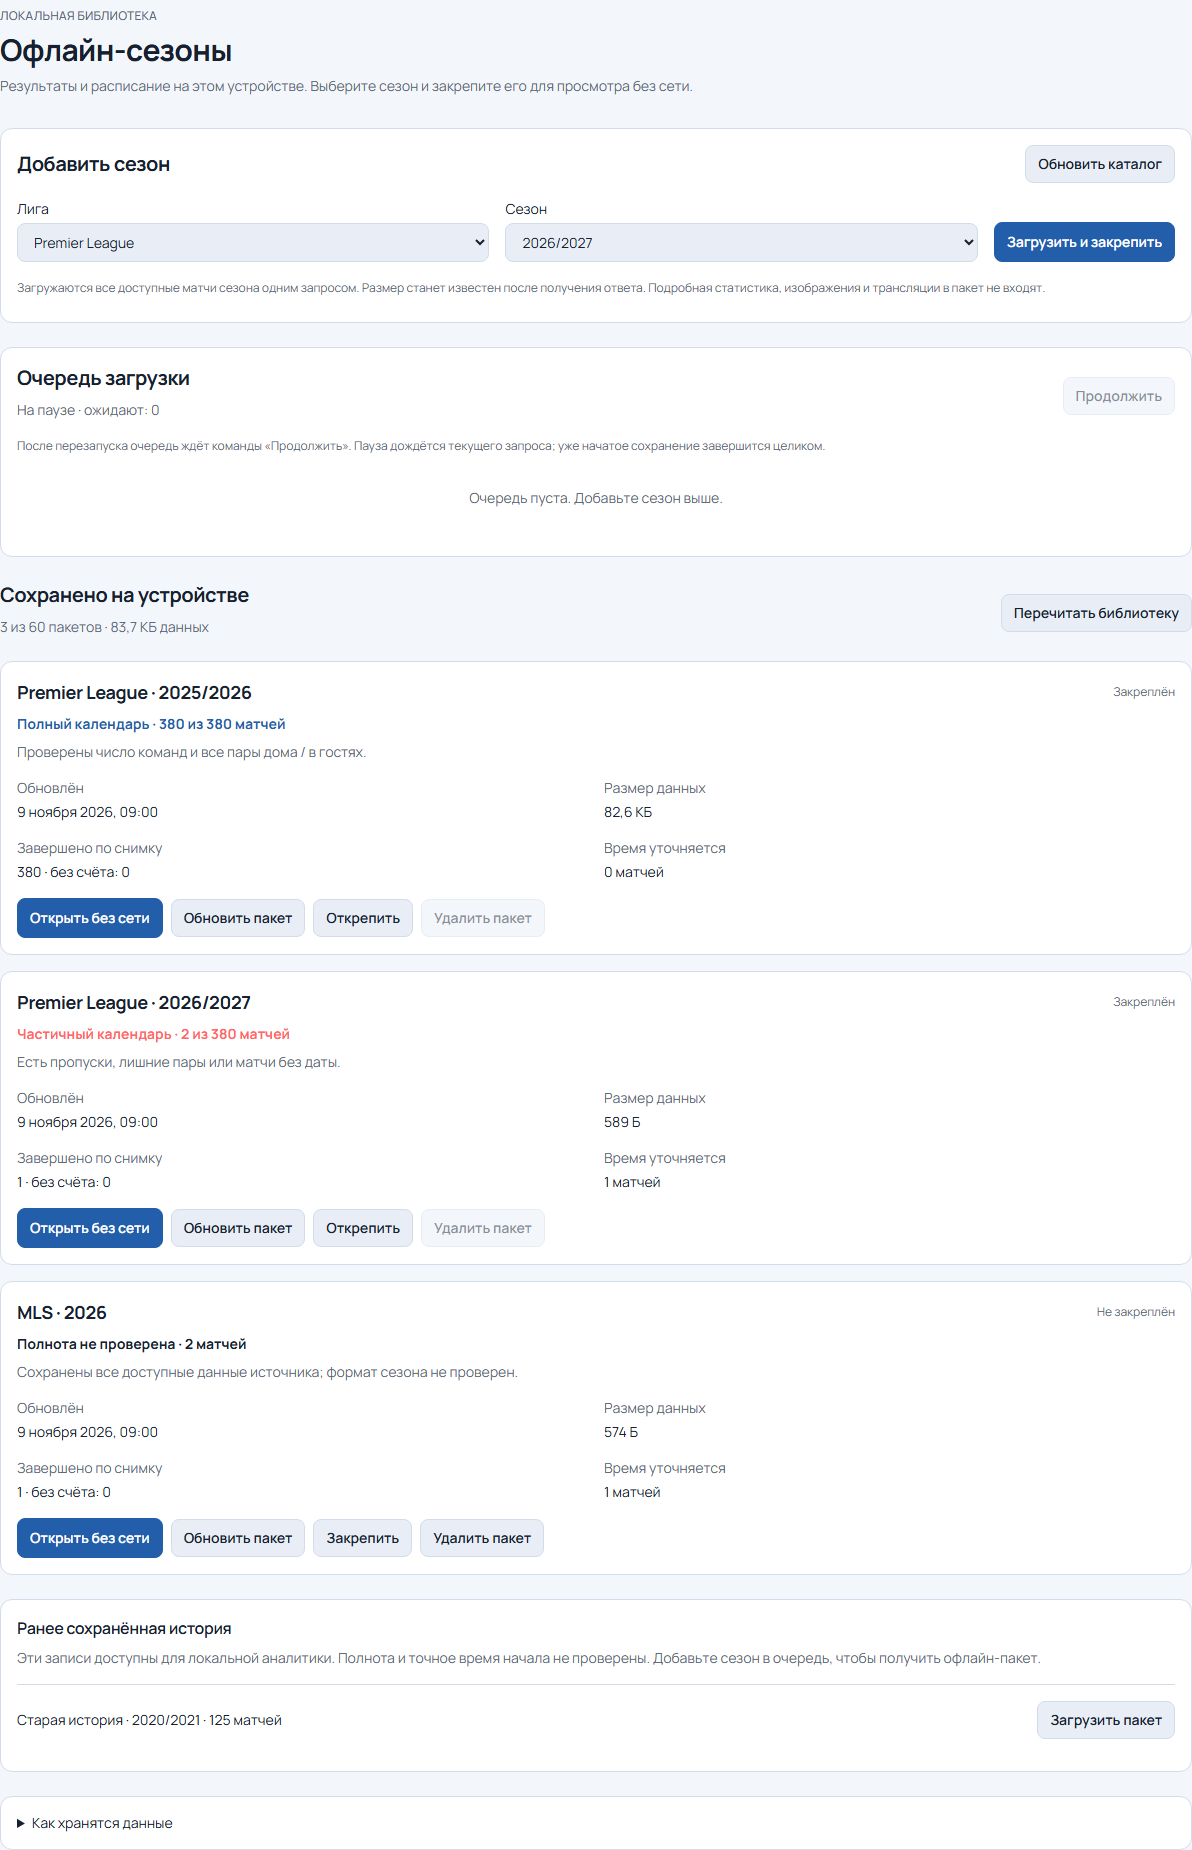 ЛОКАЛЬНАЯ БИБЛИОТЕКА
Офлайн-сезоны
Результаты и расписание на этом устройстве. Выберите сезон и закрепите его для просмотра без сети.
Добавить сезон
Обновить каталог
Лига
Сезон
Premier League
2026/2027
Загрузить и закрепить
Загружаются все доступные матчи сезона одним запросом. Размер станет известен после получения ответа. Подробная статистика, изображения и трансляции в пакет не входят.
Очередь загрузки
На паузе · ожидают: 0
Продолжить
После перезапуска очередь ждёт команды «Продолжить». Пауза дождётся текущего запроса; уже начатое сохранение завершится целиком.
Очередь пуста. Добавьте сезон выше.
Сохранено на устройстве
3 из 60 пакетов · 83,7 КБ данных
Перечитать библиотеку
Premier League · 2025/2026
Закреплён
Полный календарь · 380 из 380 матчей
Проверены число команд и все пары дома / в гостях.
Обновлён
Размер данных
9 ноября 2026, 09:00
82,6 КБ
Завершено по снимку
Время уточняется
380 · без счёта: 0
0 матчей
Открыть без сети
Обновить пакет
Открепить
Удалить пакет
Premier League · 2026/2027
Закреплён
Частичный календарь · 2 из 380 матчей
Есть пропуски, лишние пары или матчи без даты.
Обновлён
Размер данных
9 ноября 2026, 09:00
589 Б
Завершено по снимку
Время уточняется
1 · без счёта: 0
1 матчей
Открыть без сети
Обновить пакет
Открепить
Удалить пакет
MLS · 2026
Не закреплён
Полнота не проверена · 2 матчей
Сохранены все доступные данные источника; формат сезона не проверен.
Обновлён
Размер данных
9 ноября 2026, 09:00
574 Б
Завершено по снимку
Время уточняется
1 · без счёта: 0
1 матчей
Открыть без сети
Обновить пакет
Закрепить
Удалить пакет
Ранее сохранённая история
Эти записи доступны для локальной аналитики. Полнота и точное время начала не проверены. Добавьте сезон в очередь, чтобы получить офлайн-пакет.
Старая история · 2020/2021 · 125 матчей
Загрузить пакет
Как хранятся данные